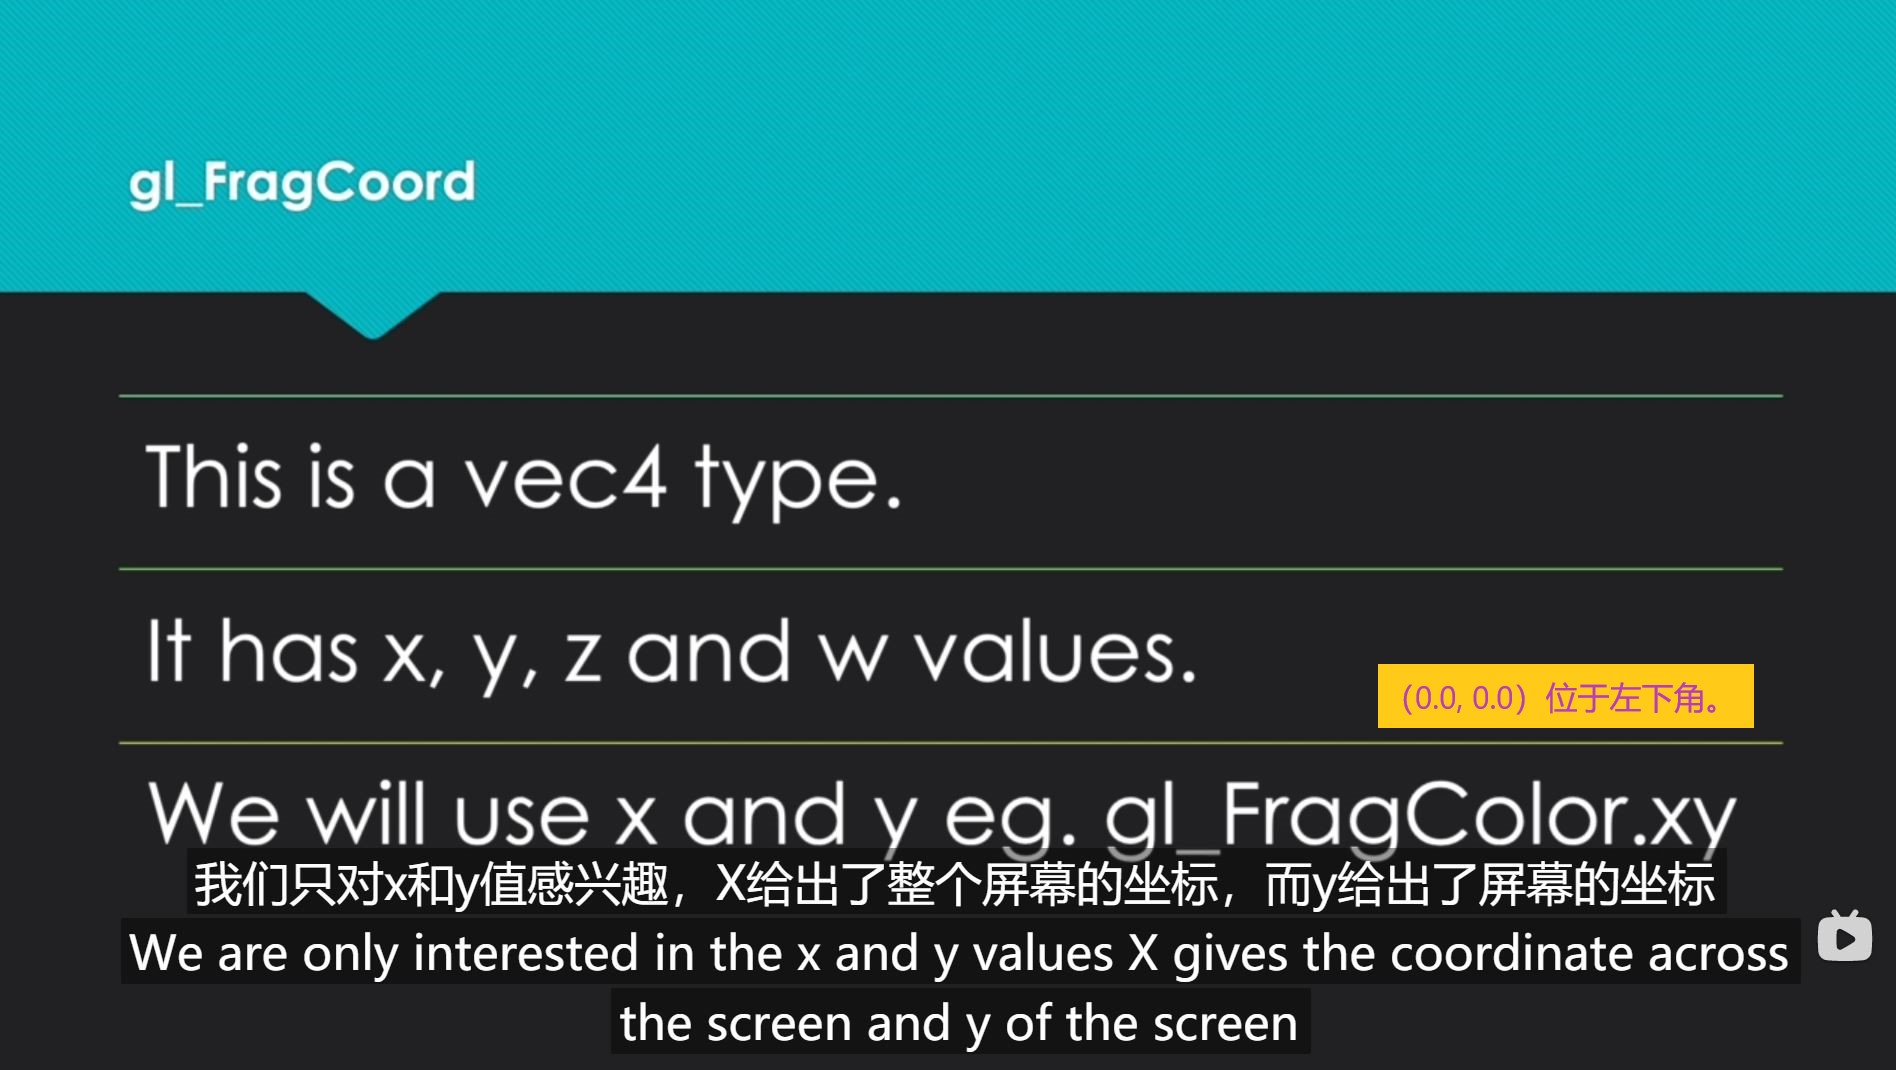 gl_FragCoord
This is a vec4 type.
It has x, y, z and w values.
（0.0, 0.0）位于左下角。
We will use x and y eg. gl_FragColor.xy
我们只对x和y值感兴趣，X给出了整个屏幕的坐标，而y给出了屏幕的坐标
We are only interested in the x and y values X gives the coordinate across
the screen and y of the screen